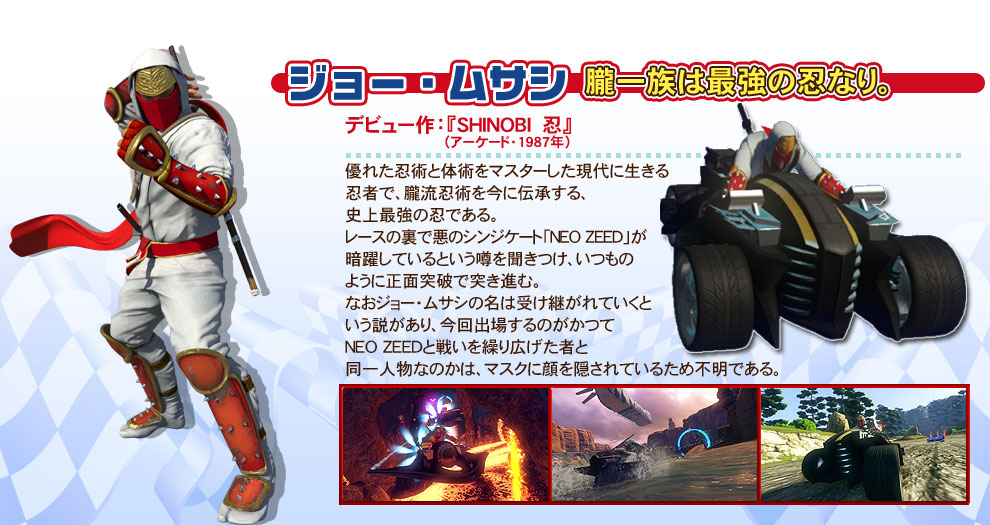 ジョー・ムサシ 朧一族は最強の忍なり。
デビュー作：『SHINOBI 忍』
（アーケード・1987年）
優れた忍術と体術をマスターした現代に生きる
忍者で、朧流忍術を今に伝承する、
史上最強の忍である。
レースの裏で悪のシンジケート「NEO ZEED」が
暗躍しているという噂を聞きつけ、いつもの
ように正面突破で突き進む。
なおジョー・ムサシの名は受け継がれていくと
いう説があり、今回出場するのがかつて
NEO ZEEDと戦いを繰り広げた者と
同一人物なのかは、マスクに顔を隠されているため不明である。